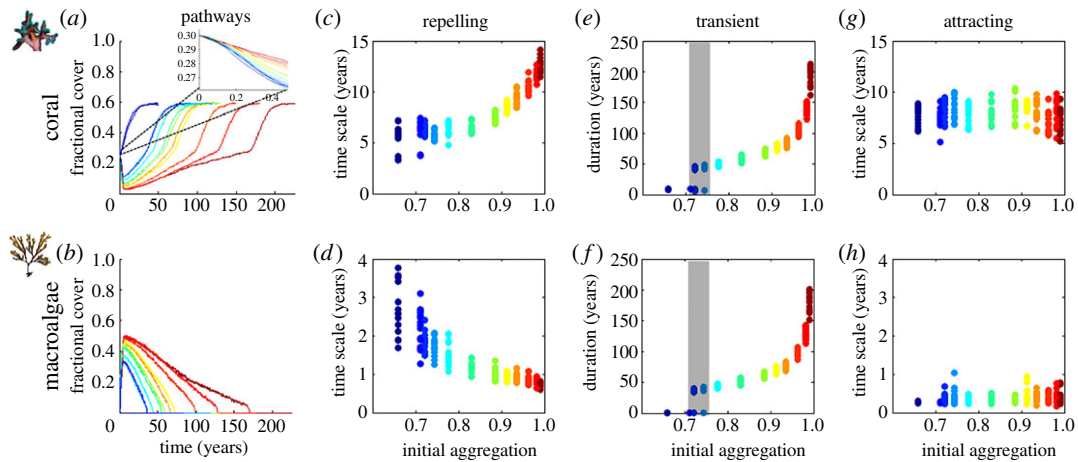 (a) pathways (c) repelling (e) transient (g) attracting
coral
fractional cover
1.0
0.8
0.6
0.4
0.2
0 50 100 150 200
0.30
0.29
0.28
0.27
0 0.2 0.4
time scale (years)
15
10
5
0
0.7 0.8 0.9 1.0
duration (years)
250
200
150
100
50
0
0.7 0.8 0.9 1.0
time scale (years)
15
10
5
0
0.7 0.8 0.9 1.0
(b) (d) (f) (h)
macroalgae
fractional cover
1.0
0.8
0.6
0.4
0.2
0 50 100 150 200
time (years)
time scale (years)
4
3
2
1
0
0.7 0.8 0.9 1.0
initial aggregation
duration (years)
250
200
150
100
50
0
0.7 0.8 0.9 1.0
initial aggregation
time scale (years)
4
3
2
1
0
0.7 0.8 0.9 1.0
initial aggregation